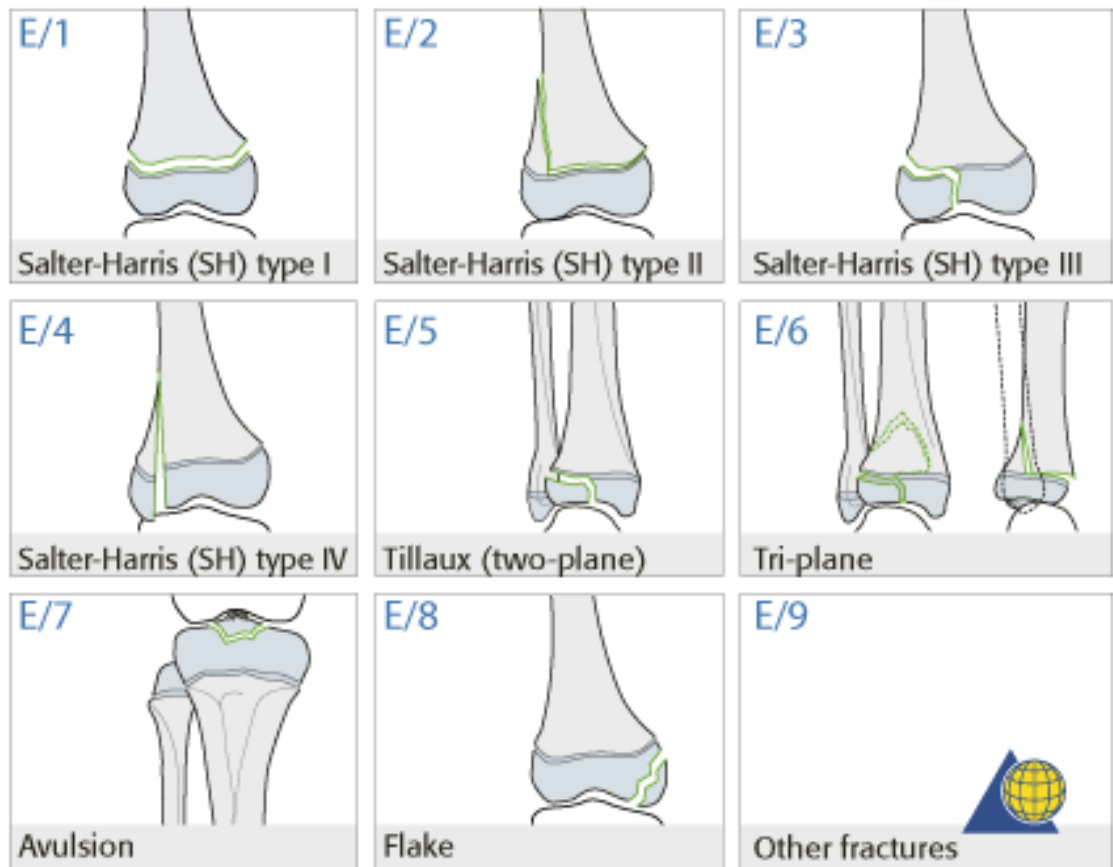 E/1
E/2
E/3
Salter-Harris (SH) type I
Salter-Harris (SH) type II
Salter-Harris (SH) type III
E/4
E/5
E/6
Salter-Harris (SH) type IV
Tillaux (two-plane)
Tri-plane
E/7
E/8
E/9
Avulsion
Flake
Other fractures